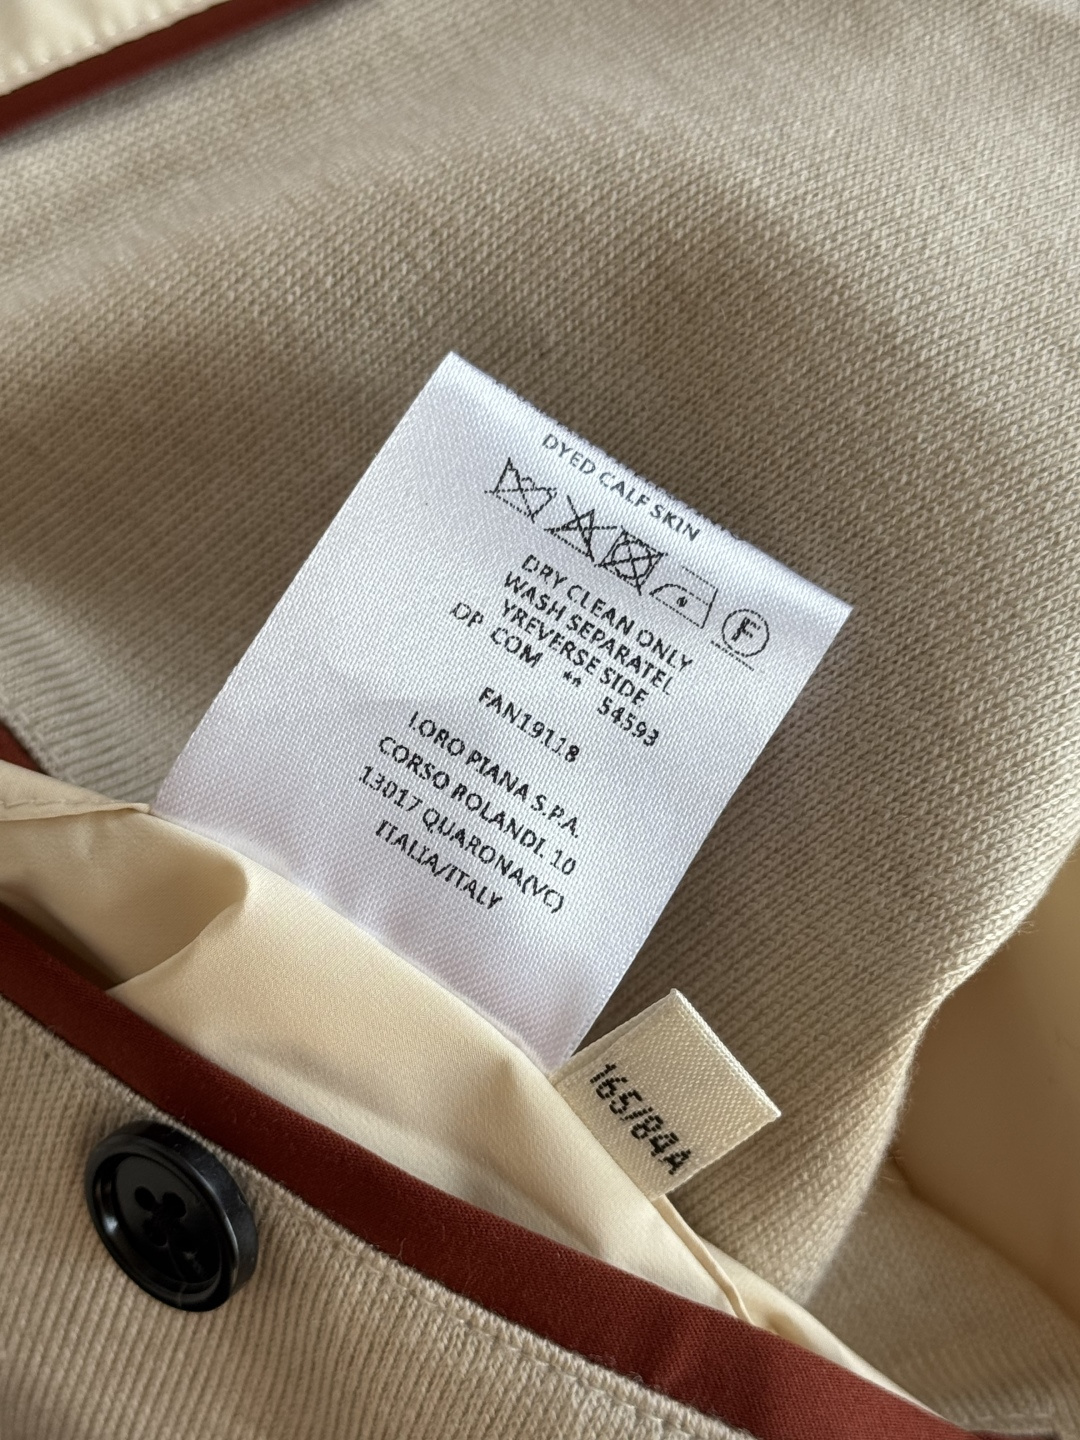 DYED CALF SKIN
F
DRY CLEAN ONLY
WASH SEPARATEL
YREVERSE SIDE
DP COM ** 54593
FAN19118
LORO PIANA S.P.A.
CORSO ROLANDI. 10
13017 QUARONA(VC)
ITALIA/ITALY
165/84A